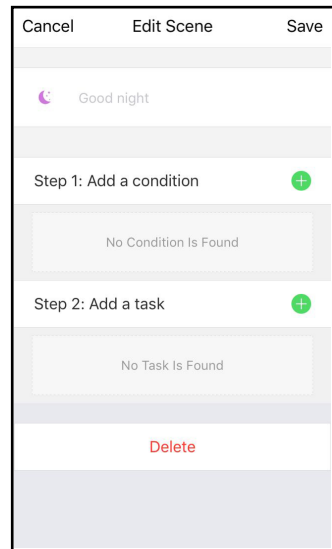 Cancel Edit Scene Save
Good night
Step 1: Add a condition
No Condition Is Found
Step 2: Add a task
No Task Is Found
Delete